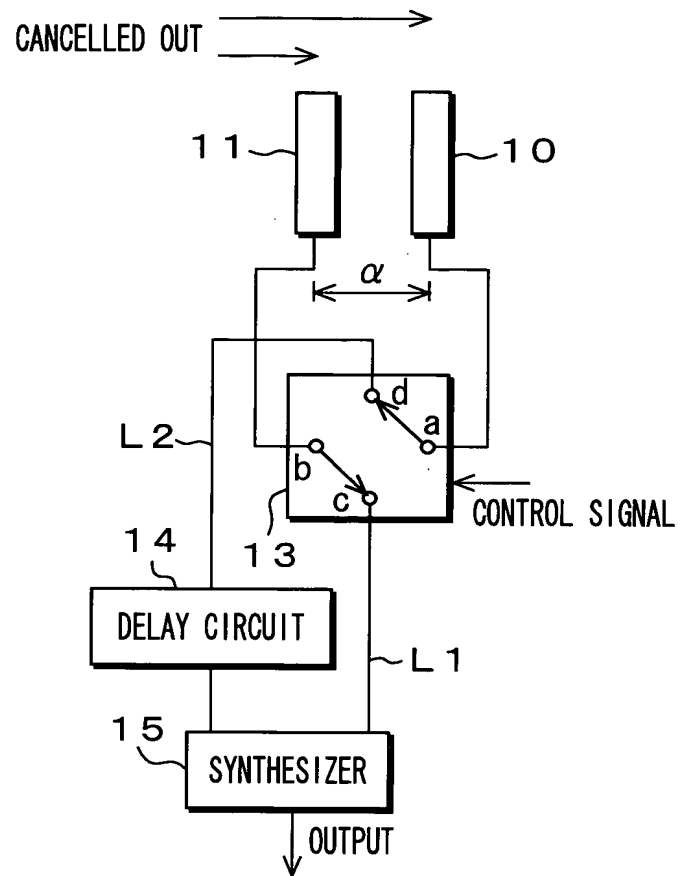 CANCELLED OUT
11
10
α
d
a
L2
b
c
CONTROL SIGNAL
13
14
DELAY CIRCUIT
L1
15
SYNTHESIZER
OUTPUT